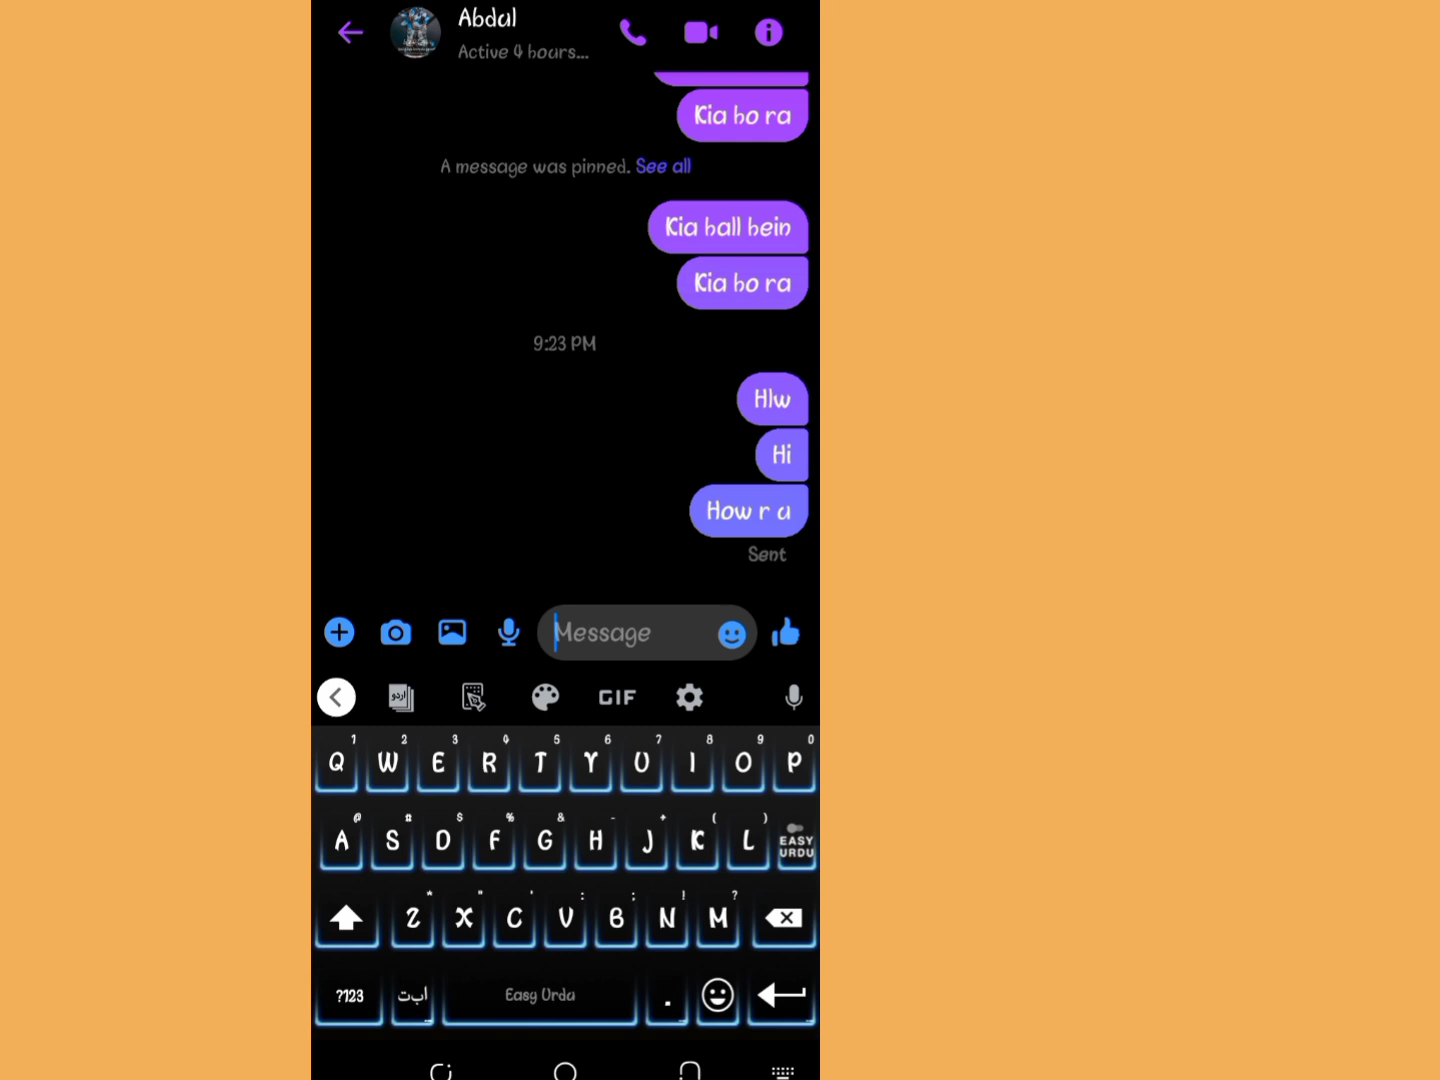 Abdul
Active 4 hours...
Kia ho ra
A message was pinned. See all
Kia hall hein
Kia ho ra
9:23 PM
Hlw
Hi
How r u
Sent
Message
اردو
GIF
1 2 3 4 5 6 7 8 9 0
Q W E R T Y U I O P
@ # $ % & - + ( )
A S D F G H J K L EASY URDU
* " ' : ; ! ?
Z X C V B N M
?123 ا ب ت Easy Urdu .